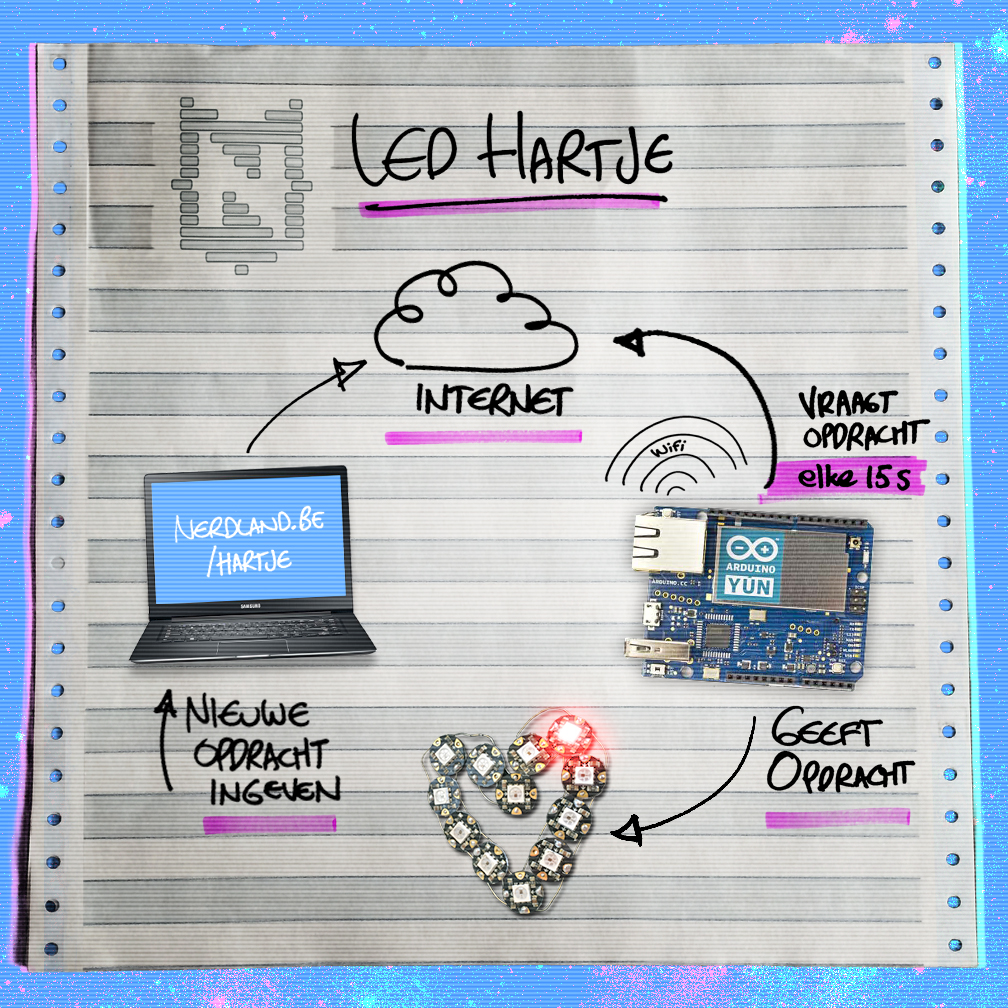 LED HARTJE
INTERNET
VRAAGT
OPDRACHT
elke 15s
Wifi
NERDLAND.BE
/HARTJE
SAMSUNG
ARDUINO
YUN
ARDUINO.CC
NIEUWE
OPDRACHT
INGEVEN
GEEFT
OPDRACHT